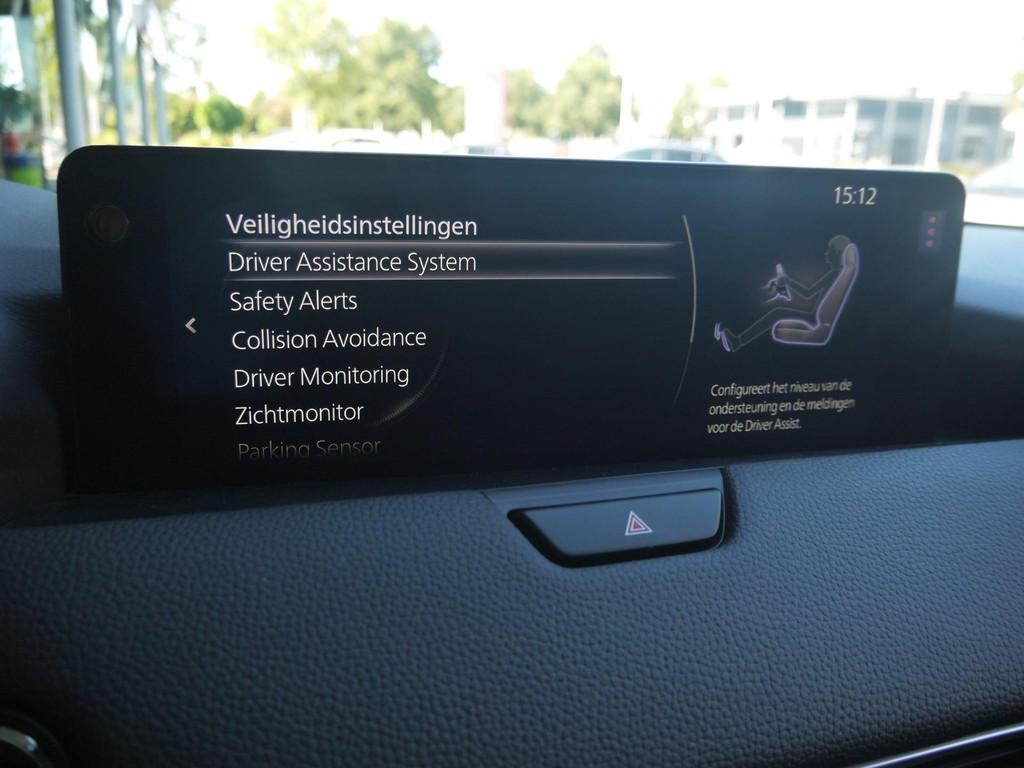 15:12
Veiligheidsinstellingen
Driver Assistance System
Safety Alerts
Collision Avoidance
Driver Monitoring
Zichtmonitor
Parking Sensor
Configureert het niveau van de
ondersteuning en de meldingen
voor de Driver Assist.